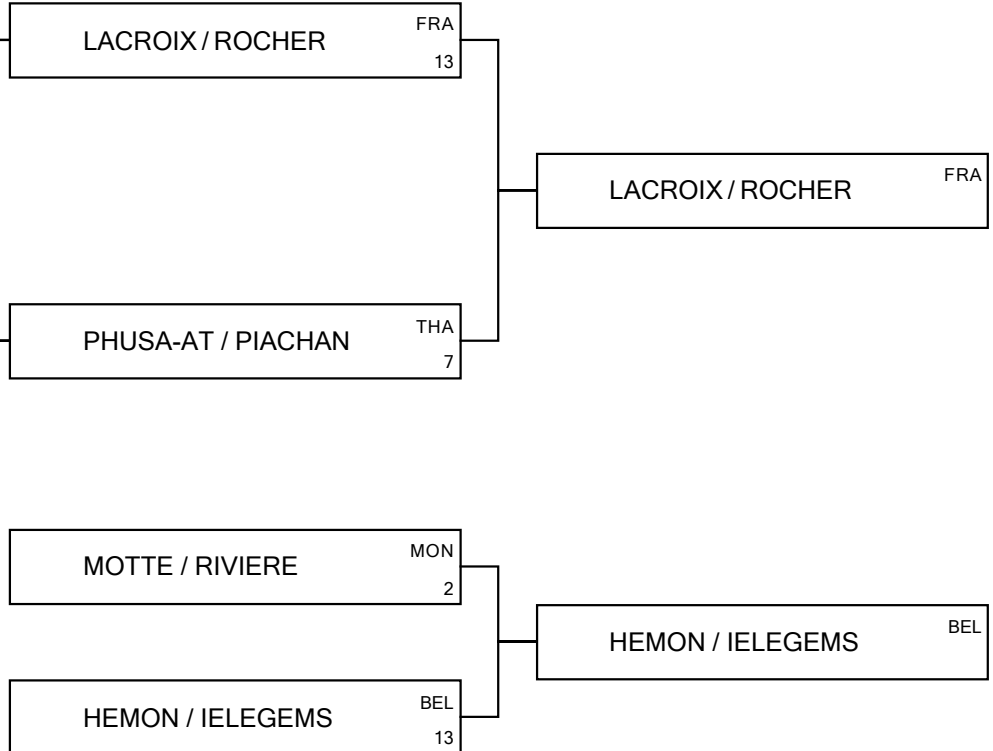 LACROIX / ROCHER FRA
13
LACROIX / ROCHER FRA
PHUSA-AT / PIACHAN THA
7
MOTTE / RIVIERE MON
2
HEMON / IELEGEMS BEL
HEMON / IELEGEMS BEL
13